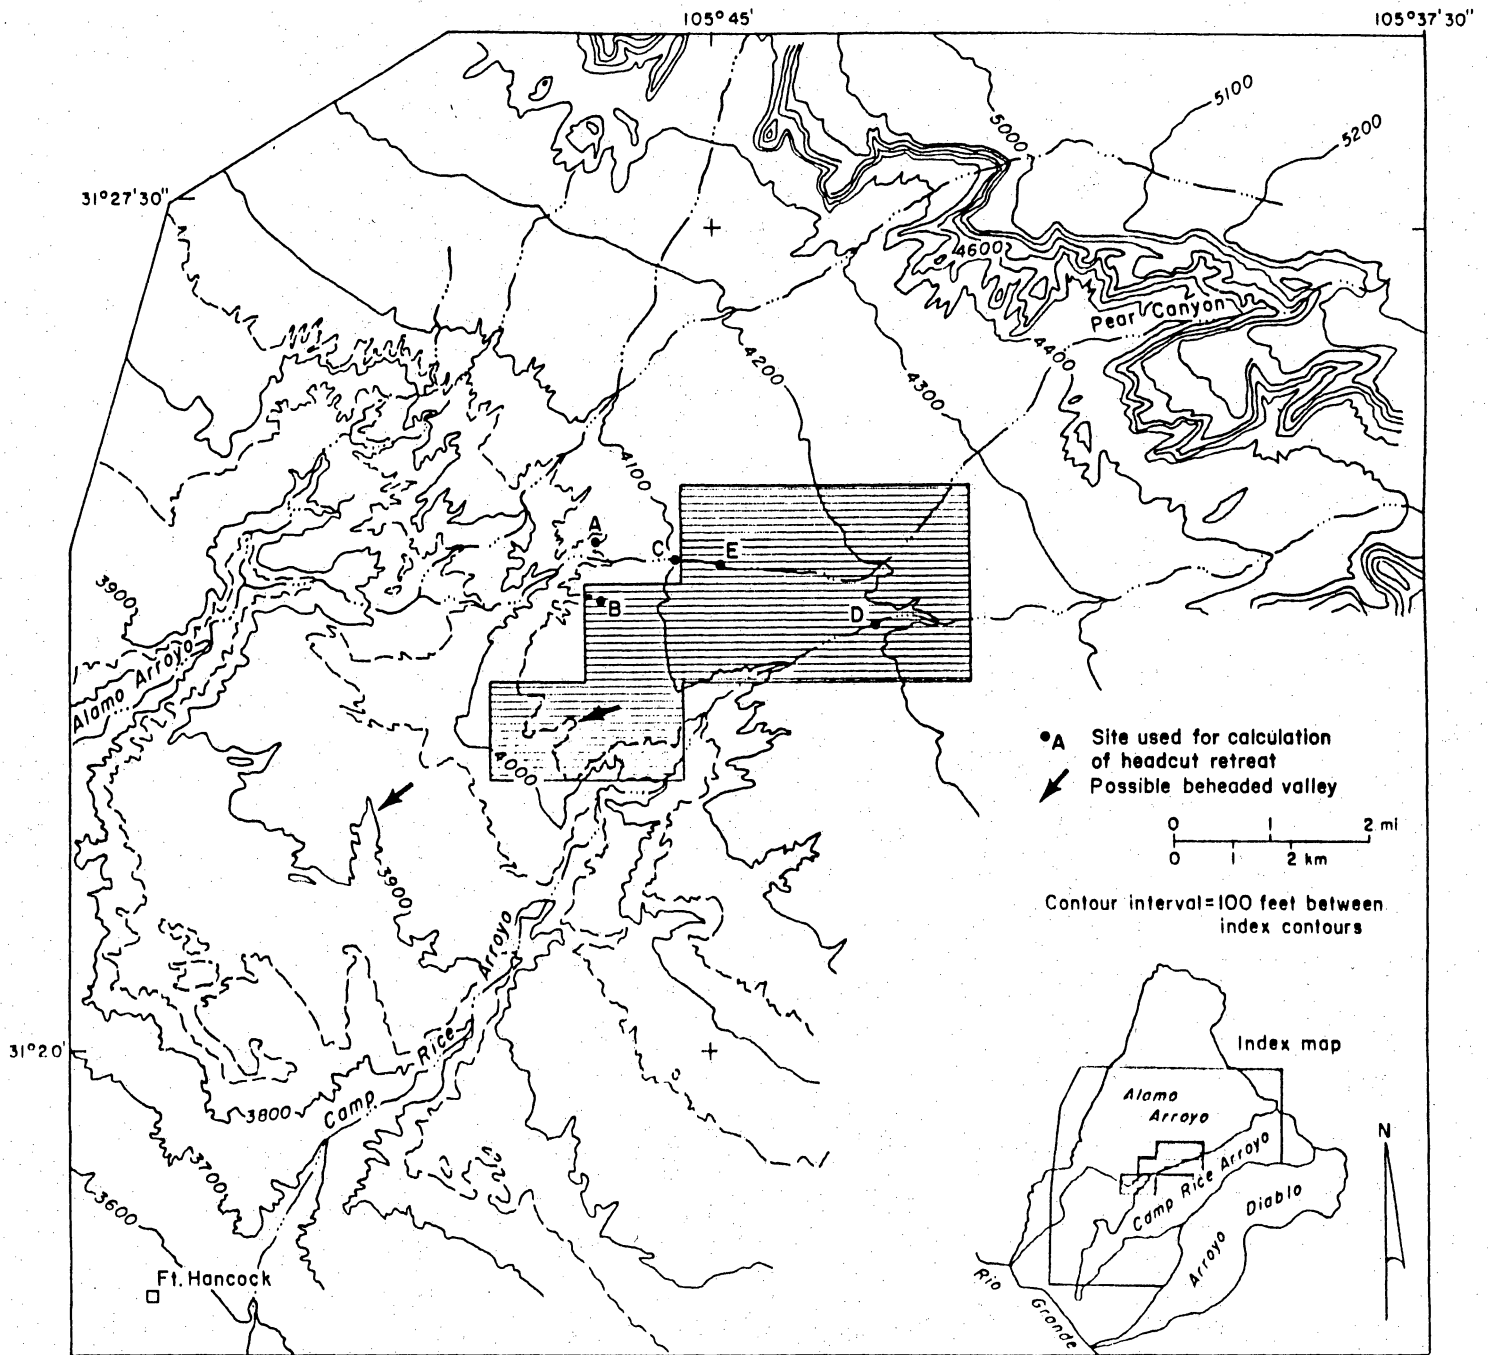 105°45'
105°37'30"
5100
5000
5200
31°27'30"
4600
Pear Canyon
4400
4200
4300
4100
A
C
E
B
D
3900
Alamo Arroyo
4000
A Site used for calculation
of headcut retreat
Possible beheaded valley
0 2 mi
0 1 2 km
3900
Contour interval=100 feet between
index contours
Arroyo
Rice
Camp
31°20'
Index map
Alamo
Arroyo
N
3800
3700
Camp Rice Arroyo
Diablo
Arroyo
3600
Ft. Hancock
Rio
Grande